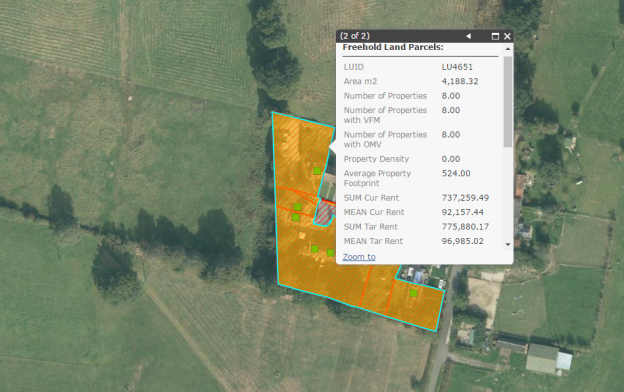 (2 of 2)
Freehold Land Parcels:
LUID LU4651
Area m2 4,188.32
Number of Properties 8.00
Number of Properties 8.00
with VFM
Number of Properties 8.00
with OMV
Property Density 0.00
Average Property 524.00
Footprint
SUM Cur Rent 737,259.49
MEAN Cur Rent 92,157.44
SUM Tar Rent 775,880.17
MEAN Tar Rent 96,985.02
Zoom to